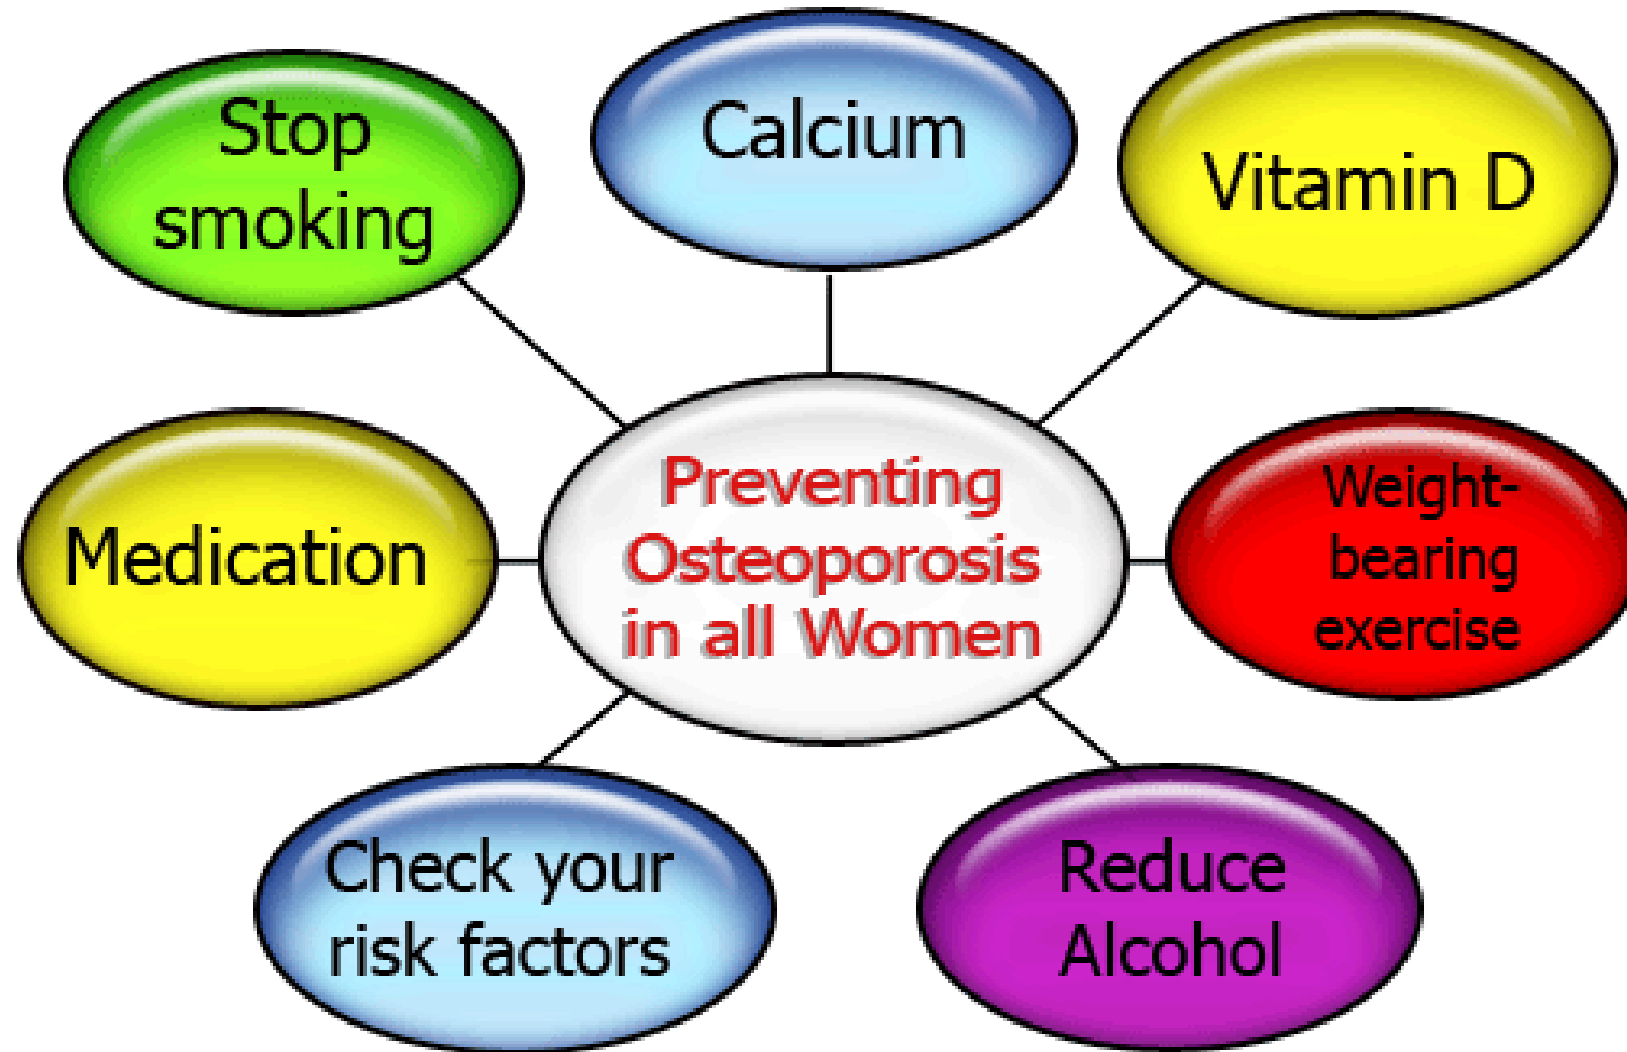 Stop
smoking
Calcium
Vitamin D
Medication
Preventing
Osteoporosis
in all Women
Weight-
bearing
exercise
Check your
risk factors
Reduce
Alcohol